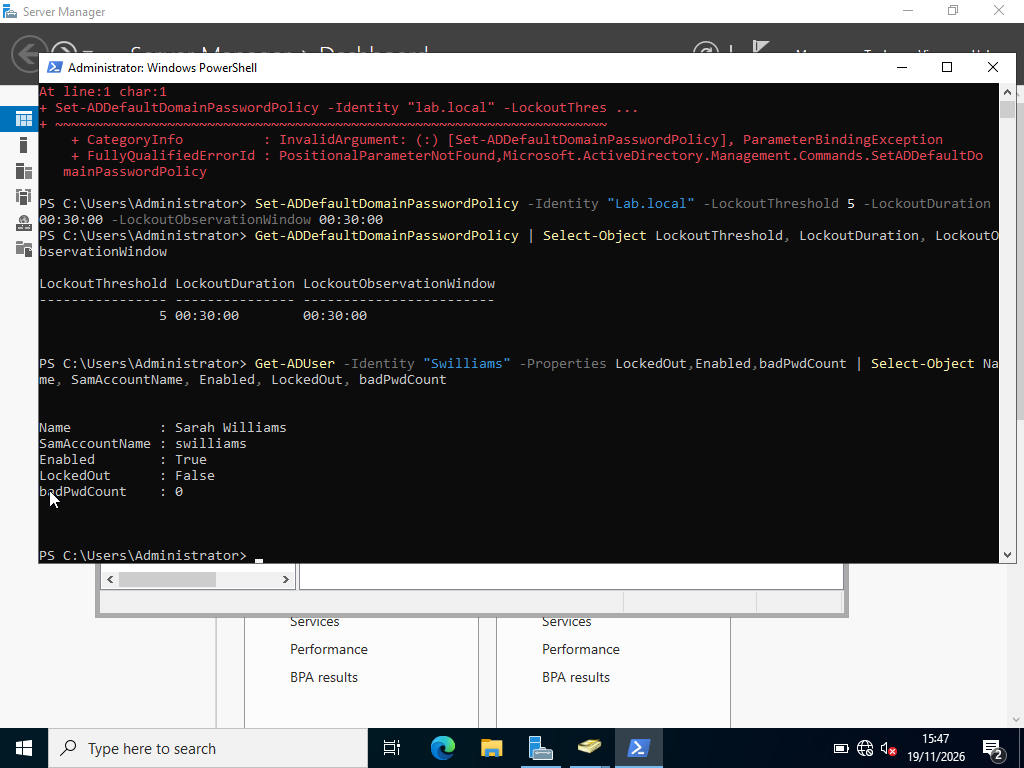 Server Manager
Administrator: Windows PowerShell
At line:1 char:1
+ Set-ADDefaultDomainPasswordPolicy -Identity "lab.local" -LockoutThres ...
+ ~~~~~~~~~~~~~~~~~~~~~~~~~~~~~~~~~~~~~~~~~~~~~~~~~~~~~~~~~~~~~~~~~~~~~
+ CategoryInfo : InvalidArgument: (:) [Set-ADDefaultDomainPasswordPolicy], ParameterBindingException
+ FullyQualifiedErrorId : PositionalParameterNotFound,Microsoft.ActiveDirectory.Management.Commands.SetADDefaultDo
mainPasswordPolicy
PS C:\Users\Administrator> Set-ADDefaultDomainPasswordPolicy -Identity "Lab.local" -LockoutThreshold 5 -LockoutDuration
00:30:00 -LockoutObservationWindow 00:30:00
PS C:\Users\Administrator> Get-ADDefaultDomainPasswordPolicy | Select-Object LockoutThreshold, LockoutDuration, LockoutO
bservationWindow
LockoutThreshold LockoutDuration LockoutObservationWindow
---------------- --------------- ------------------------
5 00:30:00 00:30:00
PS C:\Users\Administrator> Get-ADUser -Identity "Swilliams" -Properties LockedOut,Enabled,badPwdCount | Select-Object Na
me, SamAccountName, Enabled, LockedOut, badPwdCount
Name : Sarah Williams
SamAccountName : swilliams
Enabled : True
LockedOut : False
badPwdCount : 0
PS C:\Users\Administrator>
Services Services
Performance Performance
BPA results BPA results
Type here to search
15:47
19/11/2026
2